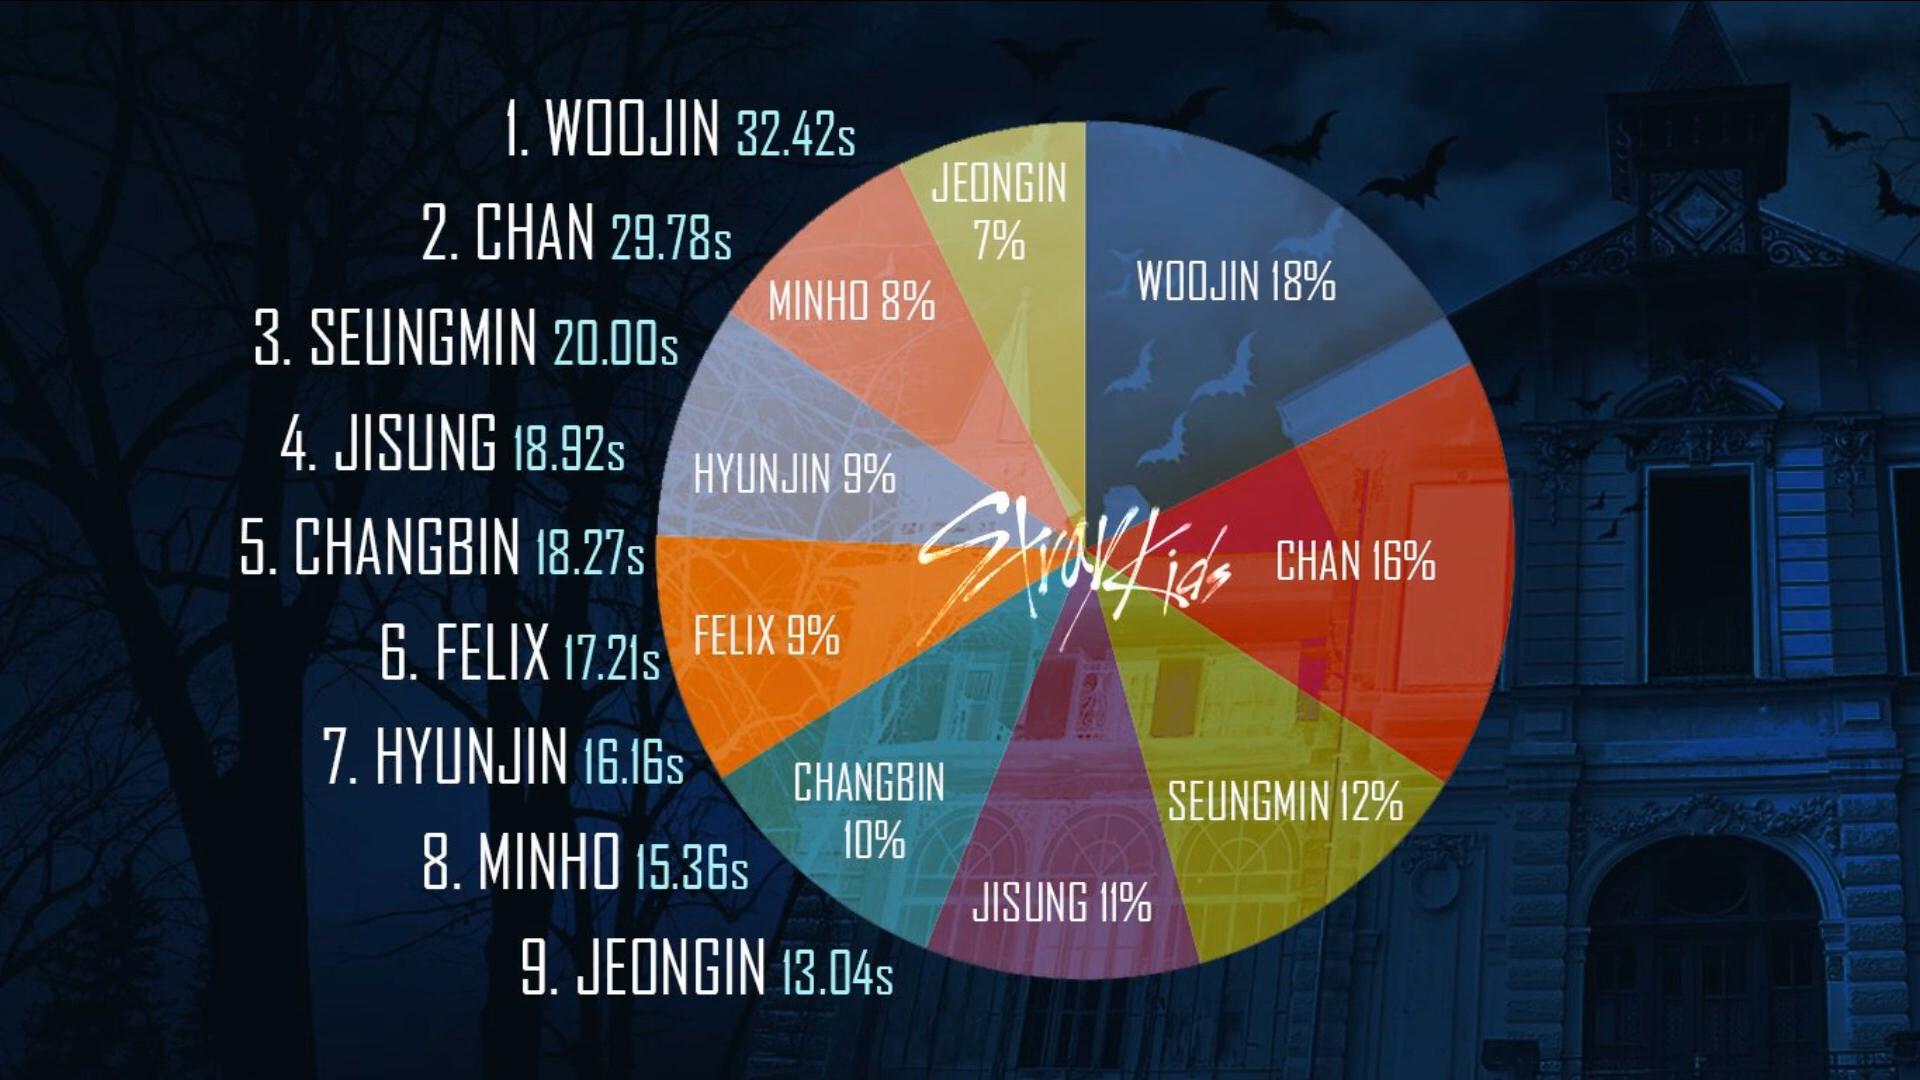 1. WOOJIN 32.42s
2. CHAN 29.78s
3. SEUNGMIN 20.00s
4. JISUNG 18.92s
5. CHANGBIN 18.27s
6. FELIX 17.21s
7. HYUNJIN 16.16s
8. MINHO 15.36s
9. JEONGIN 13.04s
JEONGIN
7%
WOOJIN 18%
MINHO 8%
HYUNJIN 9%
Stray Kids
CHAN 16%
FELIX 9%
CHANGBIN
10%
SEUNGMIN 12%
JISUNG 11%